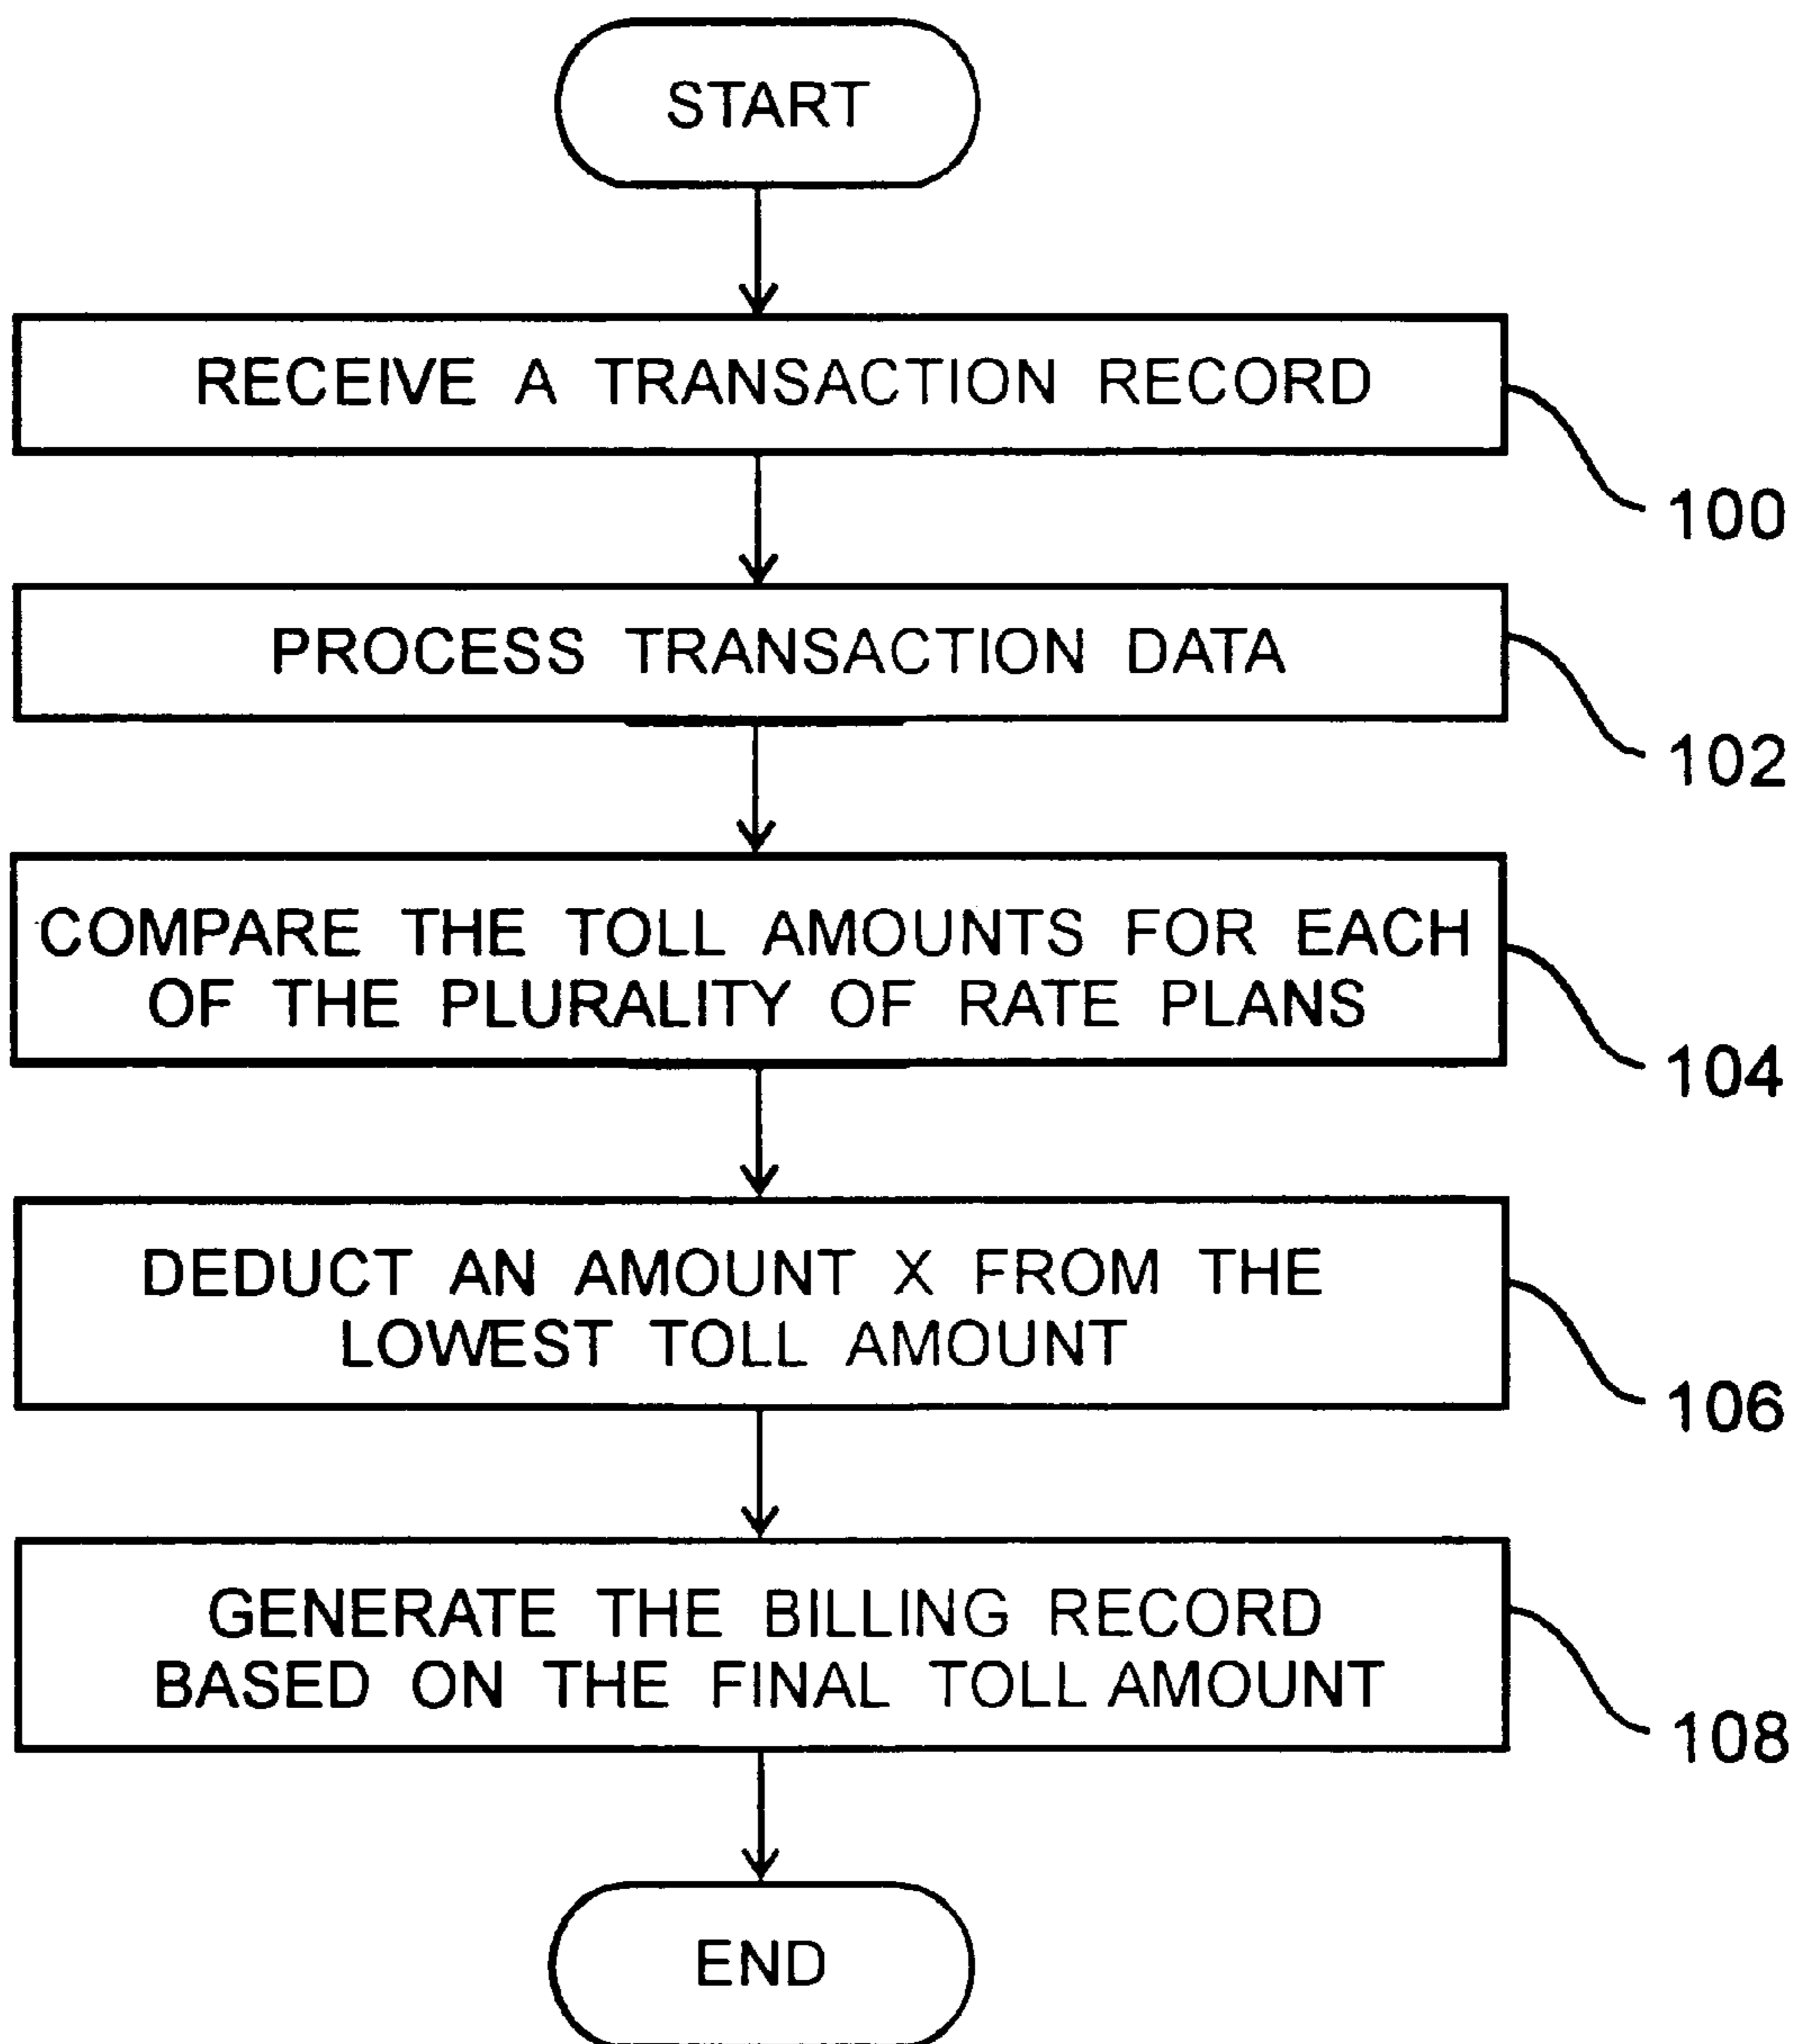 START
RECEIVE A TRANSACTION RECORD
100
PROCESS TRANSACTION DATA
102
COMPARE THE TOLL AMOUNTS FOR EACH
OF THE PLURALITY OF RATE PLANS
104
DEDUCT AN AMOUNT X FROM THE
LOWEST TOLL AMOUNT
106
GENERATE THE BILLING RECORD
BASED ON THE FINAL TOLL AMOUNT
108
END